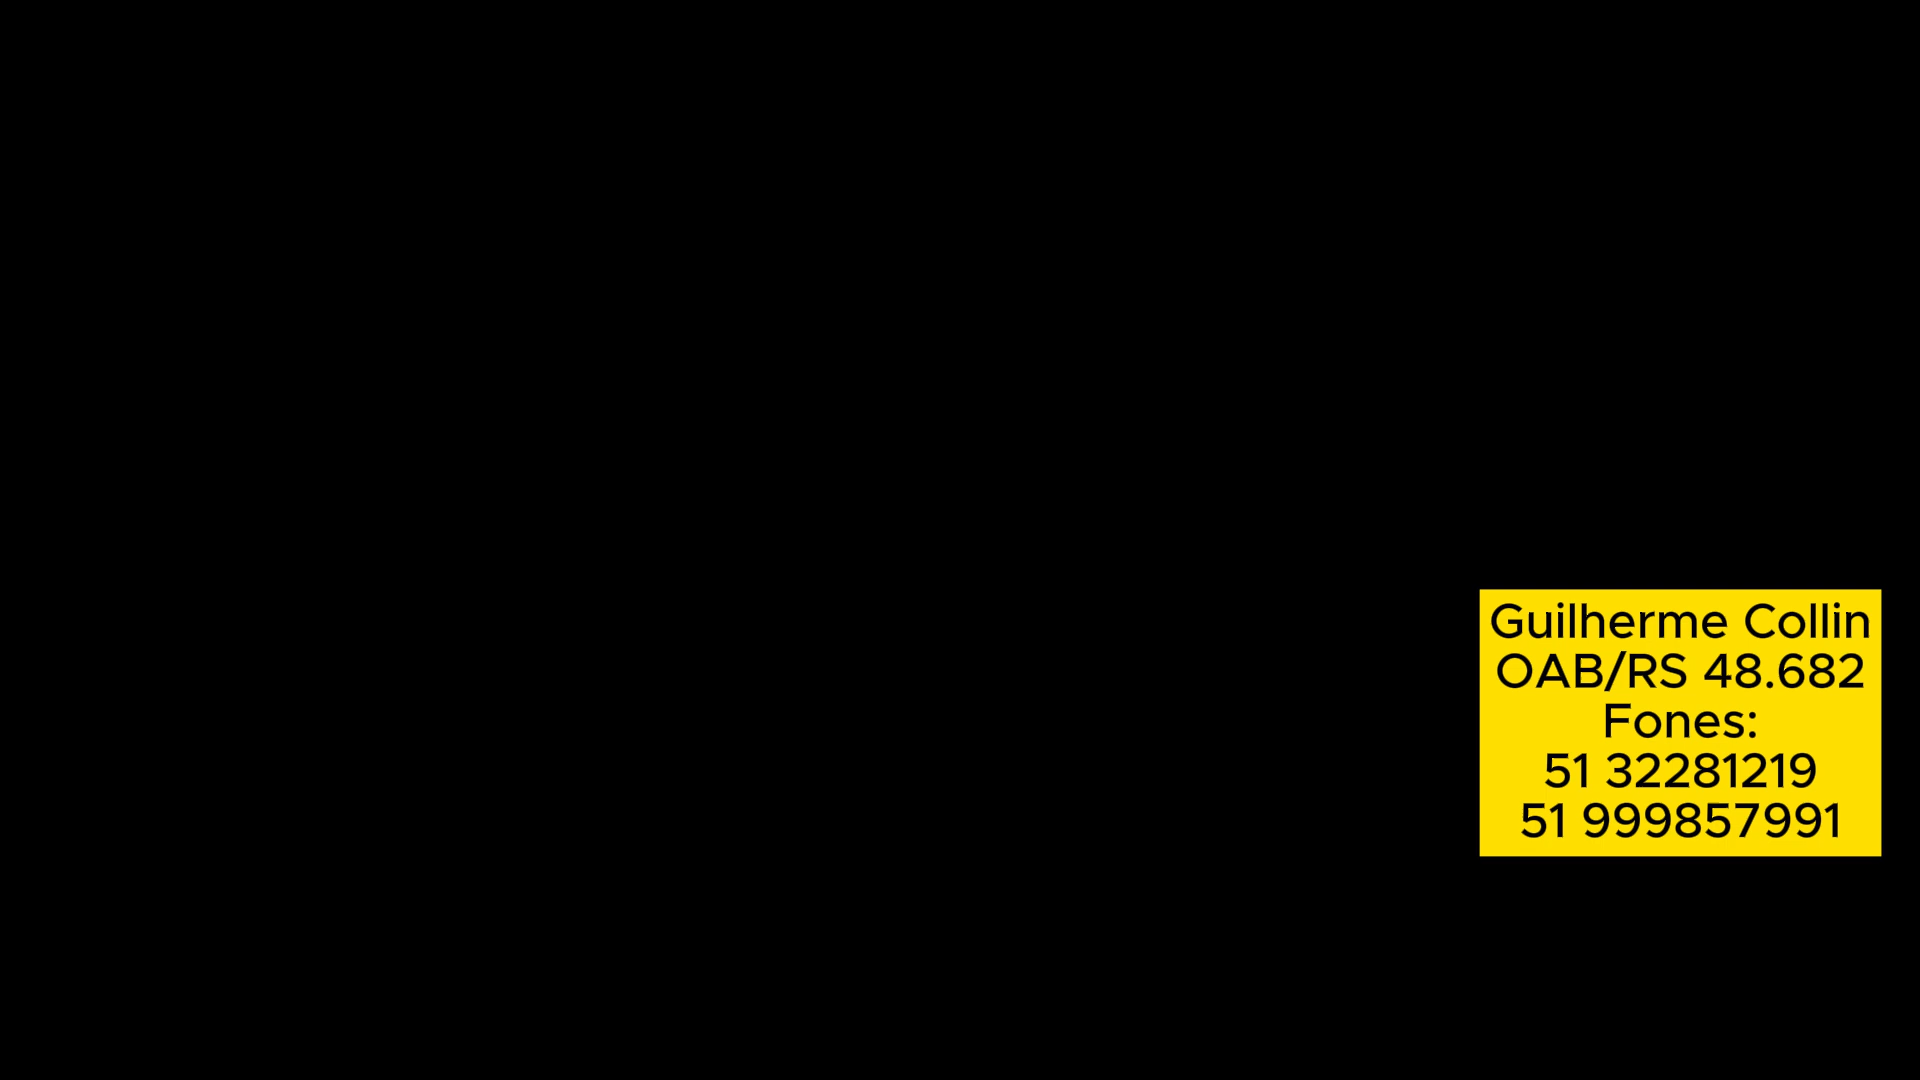 Guilherme Collin
OAB/RS 48.682
Fones:
51 32281219
51 999857991